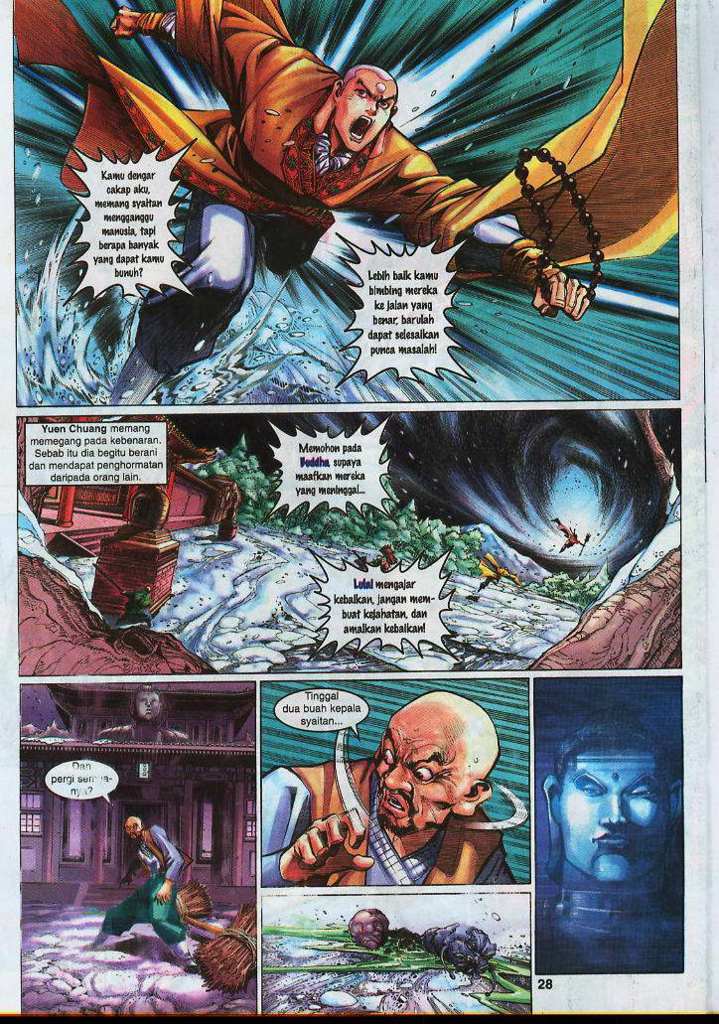 Kamu dengar
cakap aku,
memang syaitan
mengganggu
manusia, tapi
berapa banyak
yang dapat kamu
bunuh?
Lebih baik kamu
bimbing mereka
ke jalan yang
benar, barulah
dapat selesaikan
punca masalah!
Yuen Chuang memang
memegang pada kebenaran.
Sebab itu dia begitu berani
dan mendapat penghormatan
daripada orang lain.
Memohon pada
Buddha supaya
maafkan mereka
yang meninggal...
Lulai mengajar
kebaikan, jangan mem-
buat kejahatan, dan
amalkan kebaikan!
Dah
pergi semua-
nya?
Tinggal
dua buah kepala
syaitan...
28